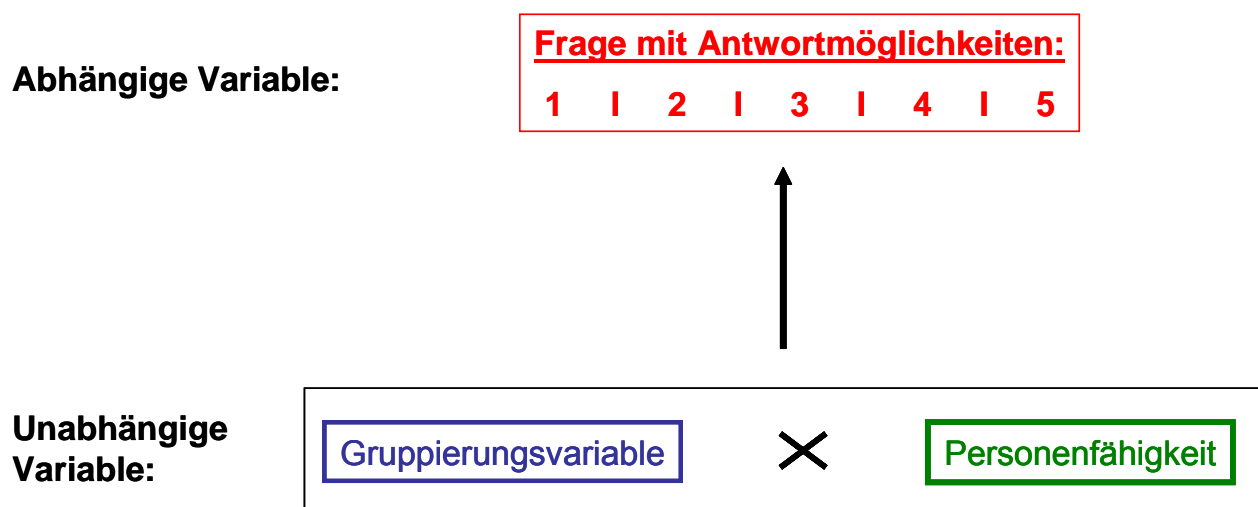 Frage mit Antwortmöglichkeiten:
Abhängige Variable:
1 I 2 I 3 I 4 I 5
Unabhängige
Variable:
Gruppierungsvariable
Personenfähigkeit